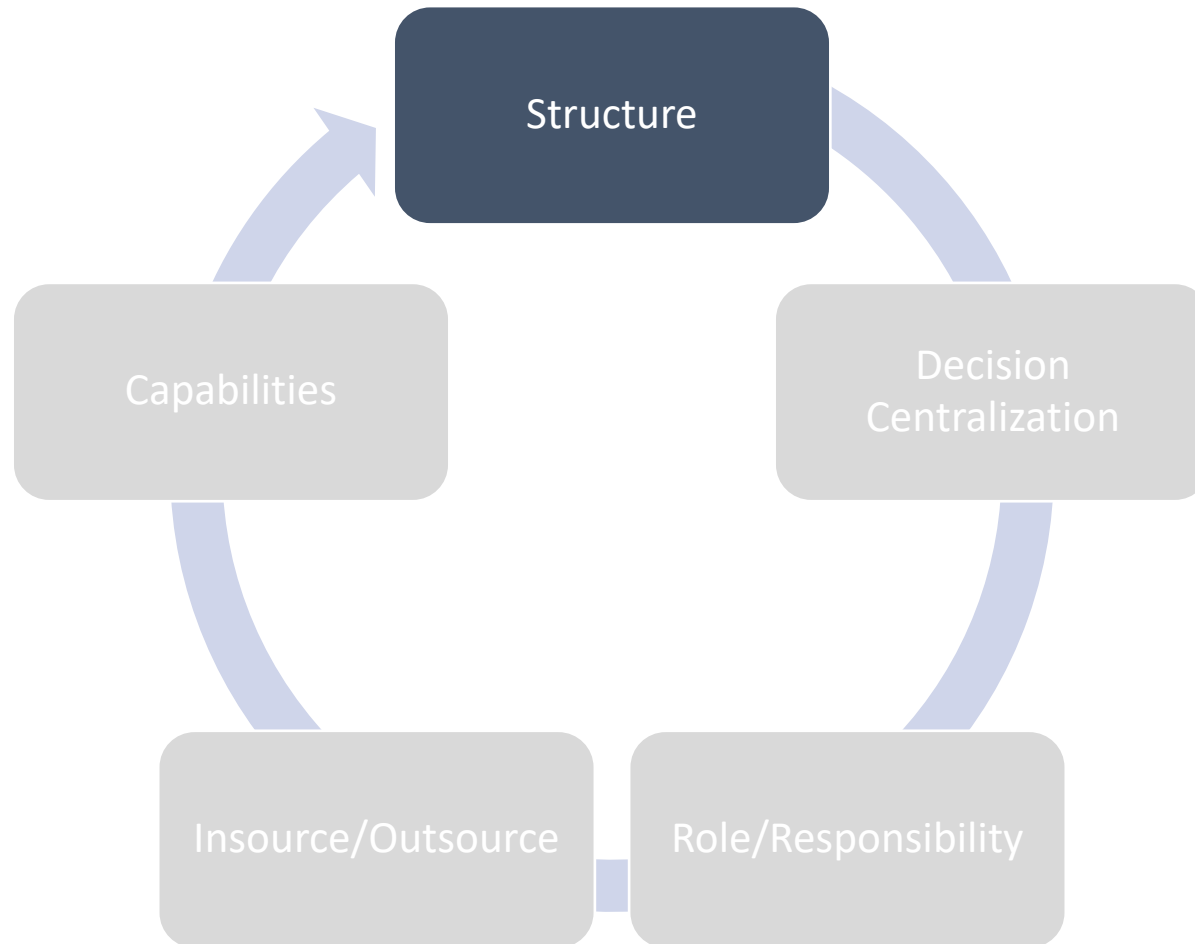 Structure
Decision
Centralization
Role/Responsibility
Insource/Outsource
Capabilities